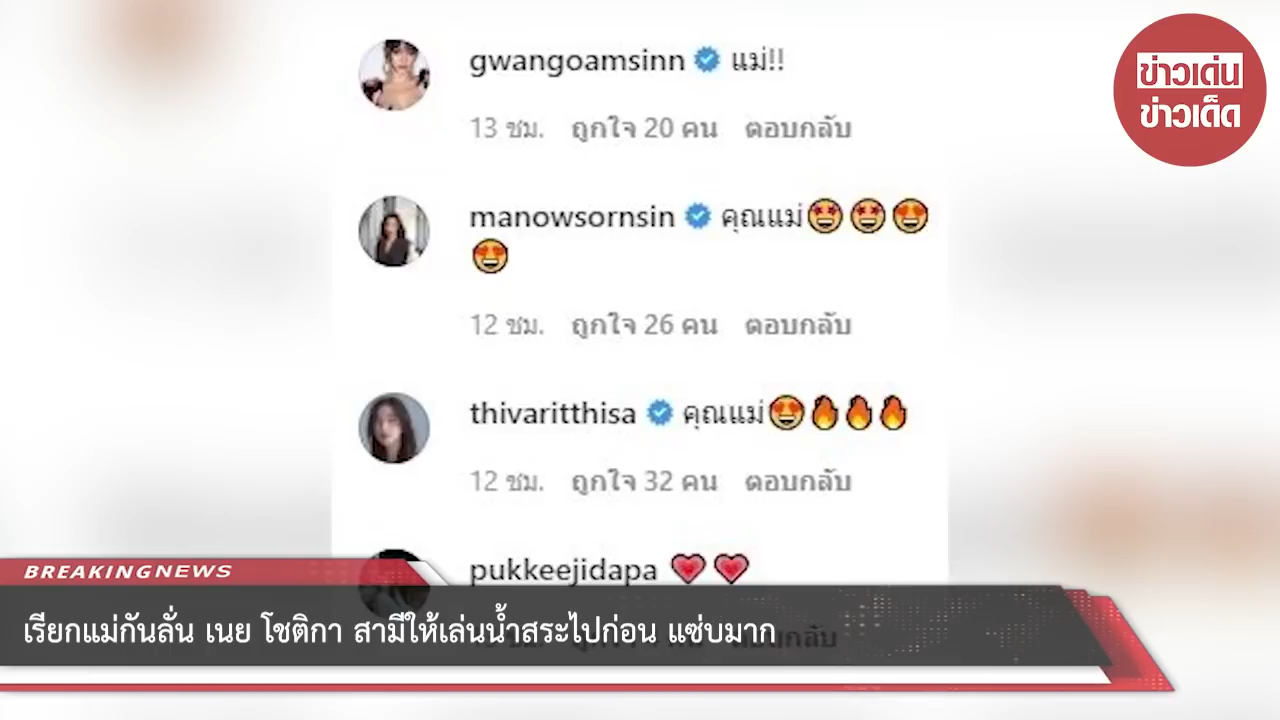 ข่าวเด่น
ข่าวเด็ด
gwangoamsinn แม่!!
13 ชม. ถูกใจ 20 คน ตอบกลับ
manowsornsin คุณแม่🤩🤩😍
😍
12 ชม. ถูกใจ 26 คน ตอบกลับ
thivaritthisa คุณแม่😍🔥🔥🔥
12 ชม. ถูกใจ 32 คน ตอบกลับ
pukkeejidapa 💗💗
BREAKINGNEWS
เรียกแม่กันลั่น เนย โชติกา สามีให้เล่นน้ำสระไปก่อน แซ่บมาก
ตอบกลับ